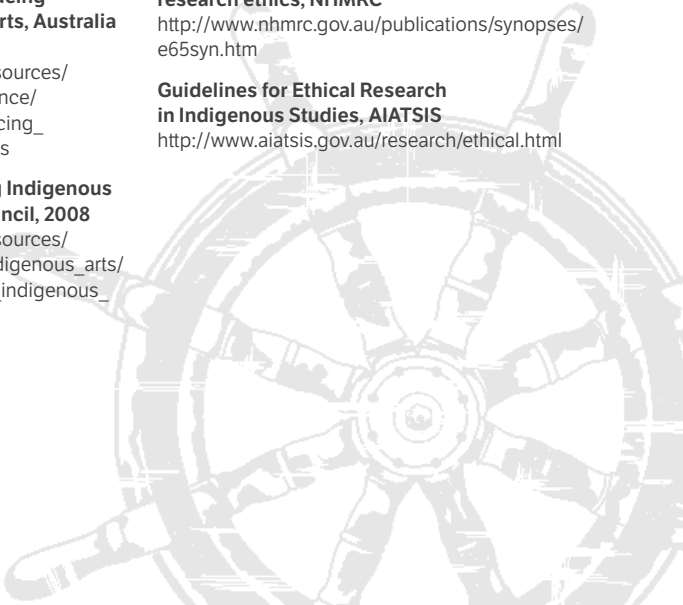 rts, Australia
sources/
nce/
cing_
s
g Indigenous
ncil, 2008
sources/
digenous_arts/
_indigenous_
research ethics, NHMRC
http://www.nhmrc.gov.au/publications/synopses/
e65syn.htm
Guidelines for Ethical Research
in Indigenous Studies, AIATSIS
http://www.aiatsis.gov.au/research/ethical.html